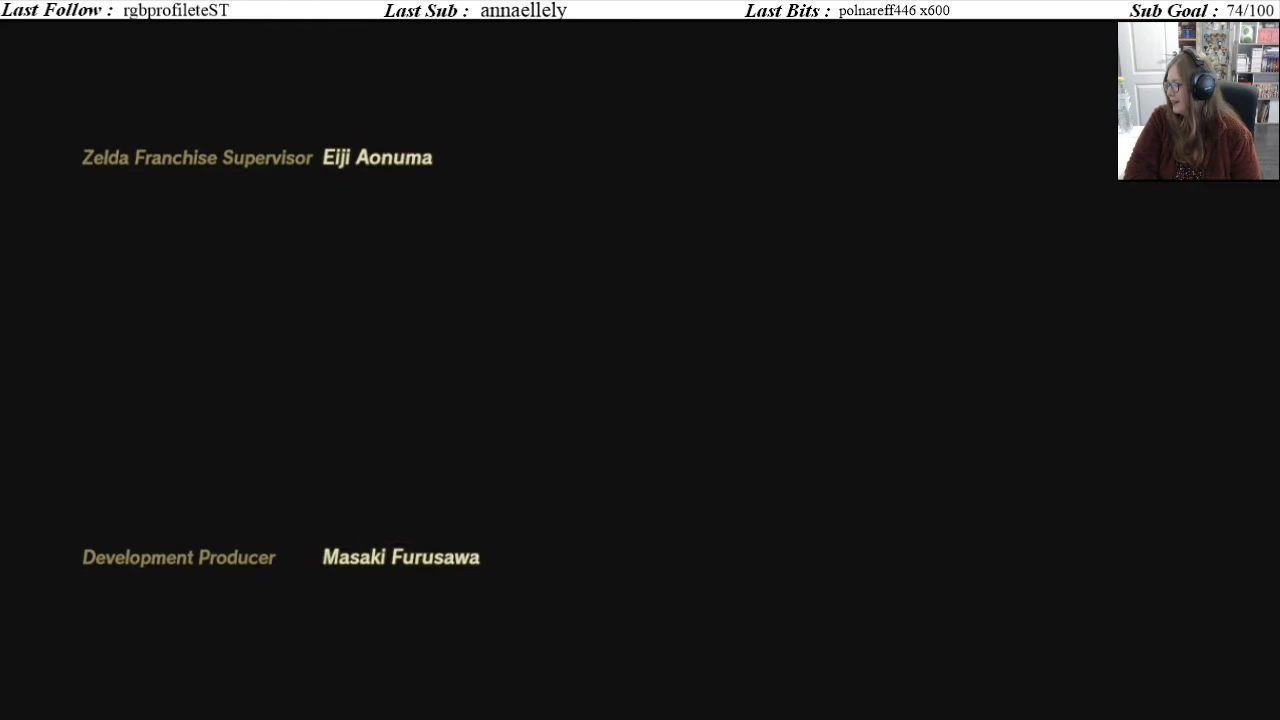 Last Follow : rgbprofileteST Last Sub : annaellely Last Bits : polnareff446 x600 Sub Goal : 74/100
Zelda Franchise Supervisor Eiji Aonuma
Development Producer Masaki Furusawa